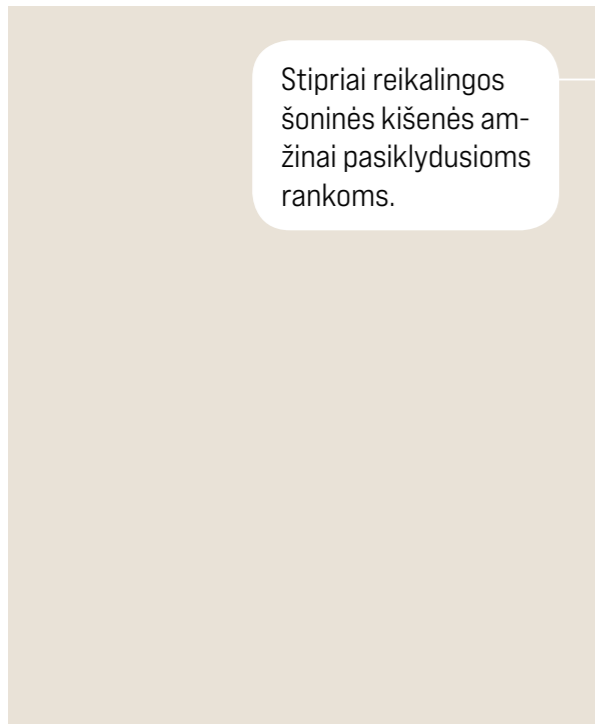 Stipriai reikalingos
šoninės kišenės am-
žinai pasiklydusioms
rankoms.